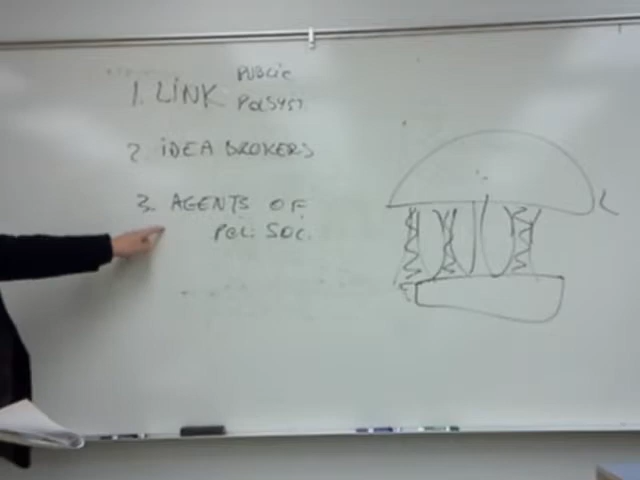 1. LINK PUBLIC
POLSYST
2 IDEA BROKERS
3. AGENTS OF
POL. SOC.